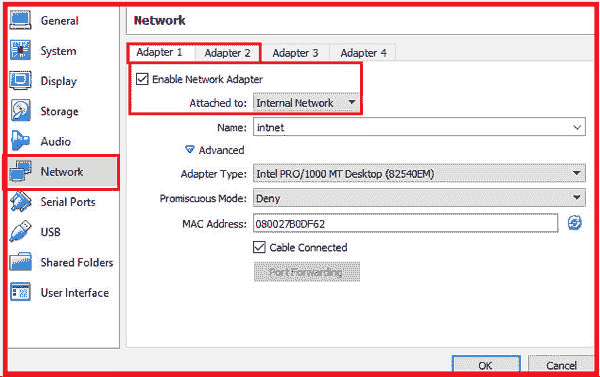 General
System
Display
Storage
Audio
Network
Serial Ports
USB
Shared Folders
User Interface
Network
Adapter 1 Adapter 2 Adapter 3 Adapter 4
Enable Network Adapter
Attached to: Internal Network
Name: intnet
Advanced
Adapter Type: Intel PRO/1000 MT Desktop (82540EM)
Promiscuous Mode: Deny
MAC Address: 080027B0DF62
Cable Connected
Port Forwarding
OK Cancel